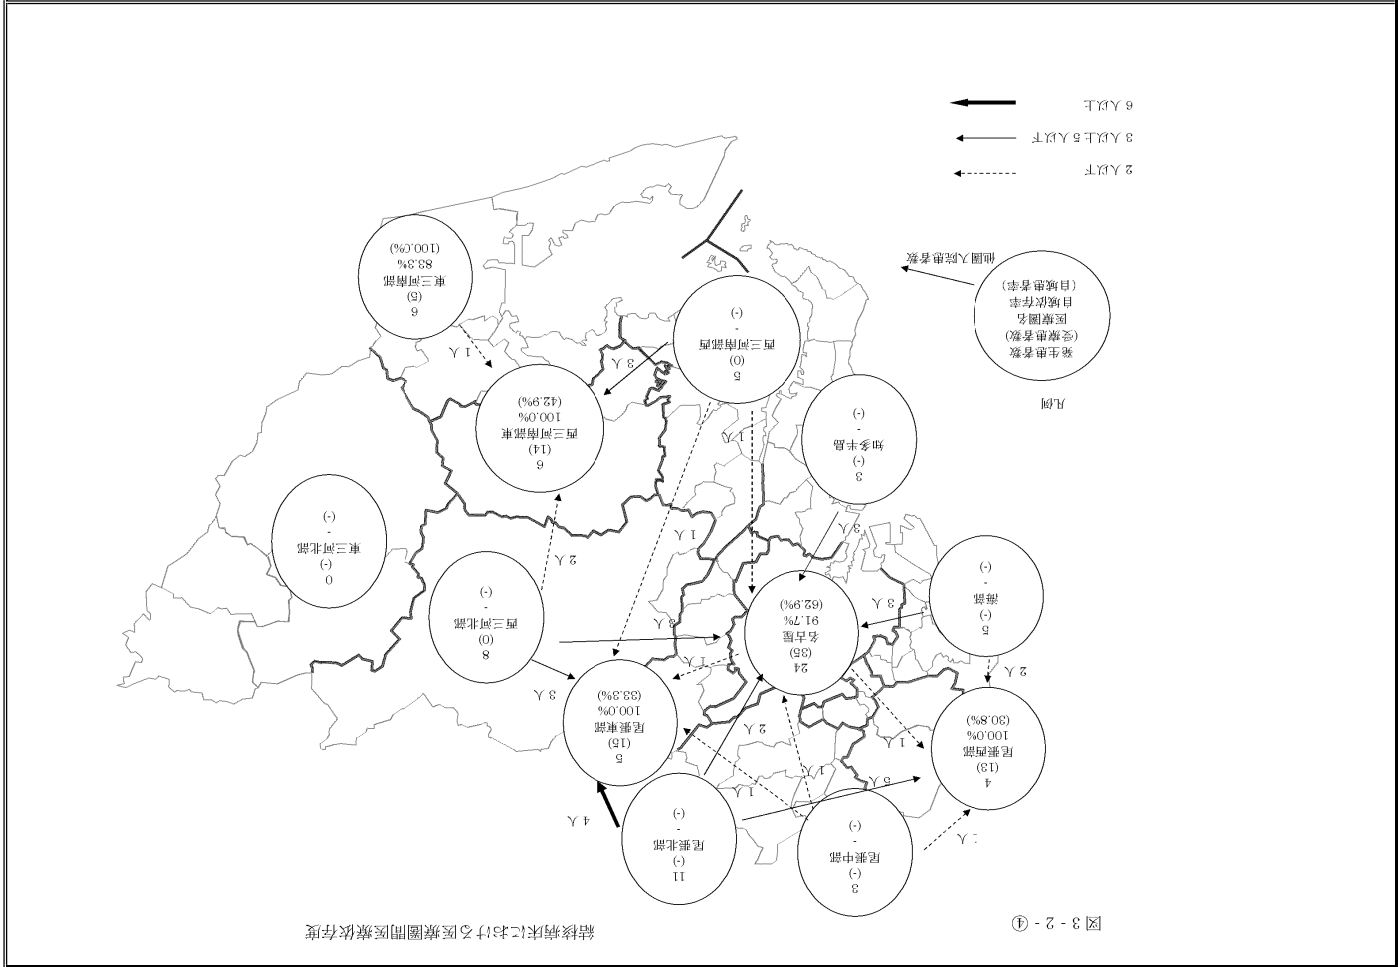 図 3 - 2 - ④
結核病床における医療圏間医療依存度
3
(-)
尾張中部
-
(-)
11
(-)
尾張北部
-
(-)
4 人
5 人
1 人
1 人
4
(13)
尾張西部
100.0%
(30.8%)
1 人
2 人
5
(15)
尾張東部
100.0%
(33.3%)
3 人
2 人
24
(35)
名古屋
91.7%
(62.9%)
1 人
3 人
5
(-)
海部
-
(-)
3 人
8
(0)
西三河北部
-
(-)
2 人
0
(-)
東三河北部
-
(-)
3 人
1 人
3
(-)
知多半島
-
(-)
1 人
6
(14)
西三河南部東
100.0%
(42.9%)
凡例
発生患者数
(受療患者数)
医療圏名
自域依存率
(自域患者率)
他圏入院患者数
5
(0)
西三河南部西
-
(-)
3 人
1 人
6
(5)
東三河南部
83.3%
(100.0%)
2 人以下
3 人以上 5 人以下
6 人以上